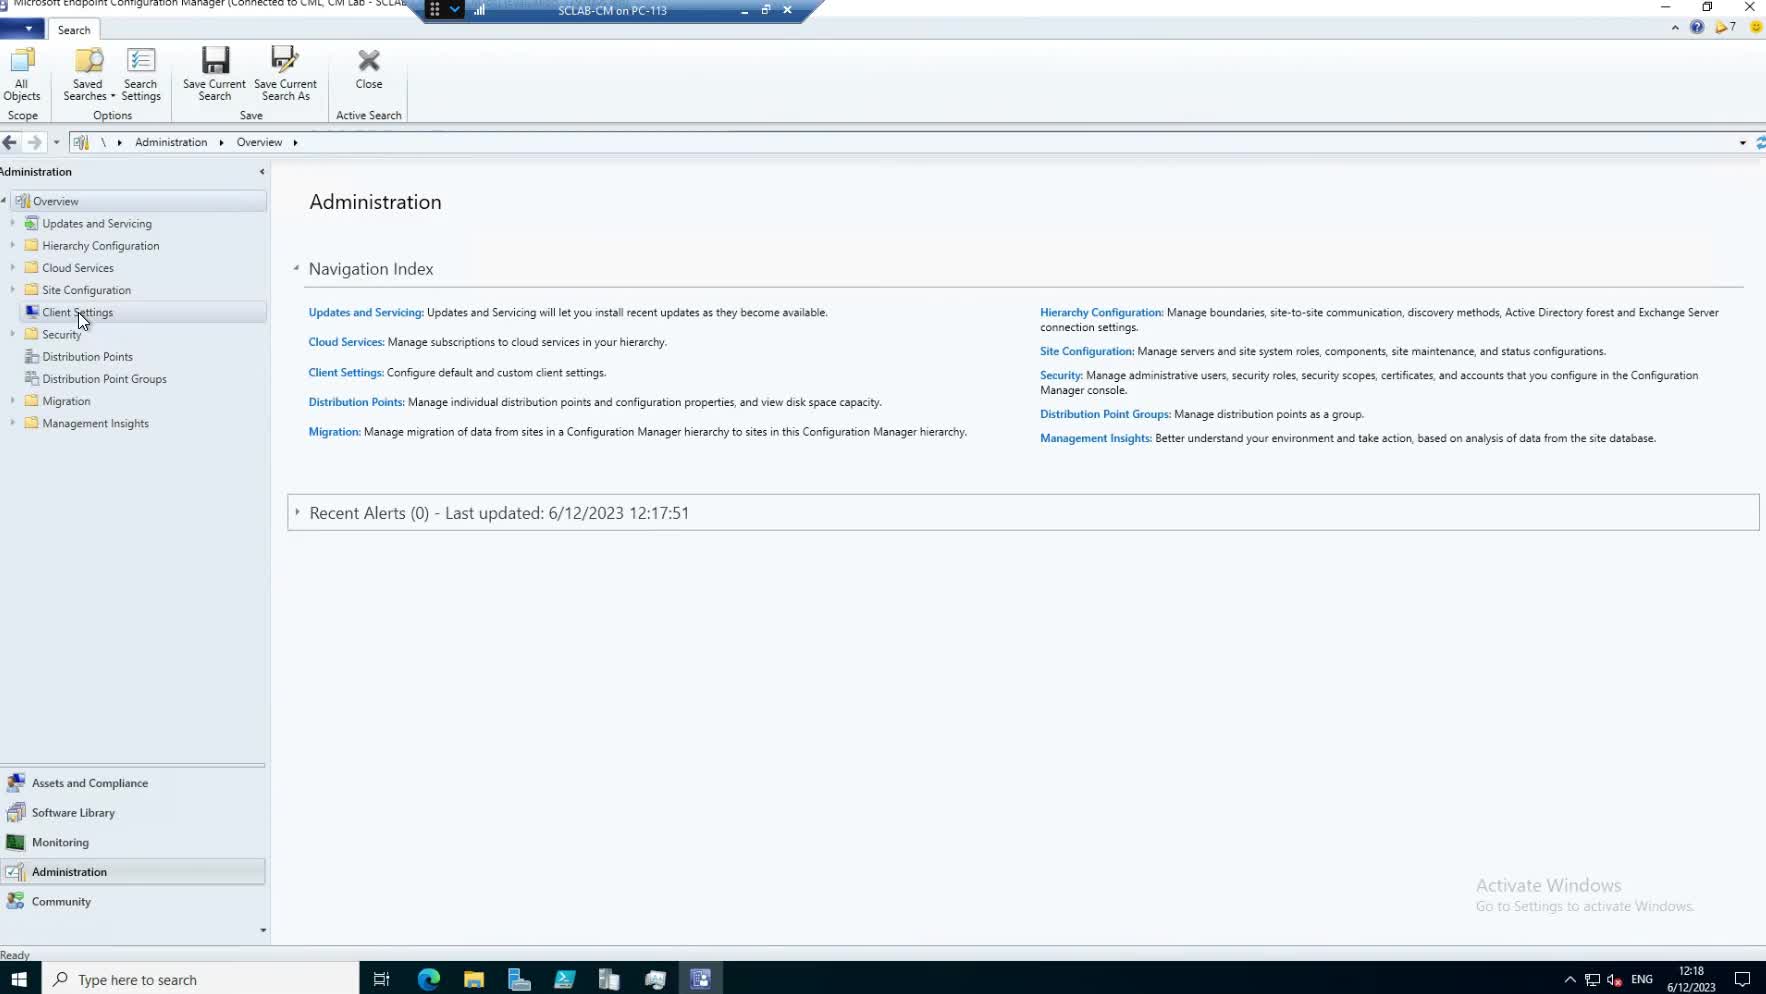 Microsoft Endpoint Configuration Manager (Connected to CML, CM Lab - SCLAB
SCLAB-CM on PC-113
Search
7
All Objects
Saved Searches
Search Settings
Save Current Search
Save Current Search As
Close
Scope
Options
Save
Active Search
\ Administration Overview
Administration
Overview
Updates and Servicing
Hierarchy Configuration
Cloud Services
Site Configuration
Client Settings
Security
Distribution Points
Distribution Point Groups
Migration
Management Insights
Assets and Compliance
Software Library
Monitoring
Administration
Community
Administration
Navigation Index
Updates and Servicing: Updates and Servicing will let you install recent updates as they become available.
Cloud Services: Manage subscriptions to cloud services in your hierarchy.
Client Settings: Configure default and custom client settings.
Distribution Points: Manage individual distribution points and configuration properties, and view disk space capacity.
Migration: Manage migration of data from sites in a Configuration Manager hierarchy to sites in this Configuration Manager hierarchy.
Hierarchy Configuration: Manage boundaries, site-to-site communication, discovery methods, Active Directory forest and Exchange Server
connection settings.
Site Configuration: Manage servers and site system roles, components, site maintenance, and status configurations.
Security: Manage administrative users, security roles, security scopes, certificates, and accounts that you configure in the Configuration
Manager console.
Distribution Point Groups: Manage distribution points as a group.
Management Insights: Better understand your environment and take action, based on analysis of data from the site database.
Recent Alerts (0) - Last updated: 6/12/2023 12:17:51
Activate Windows
Go to Settings to activate Windows.
Ready
Type here to search
ENG
12:18
6/12/2023